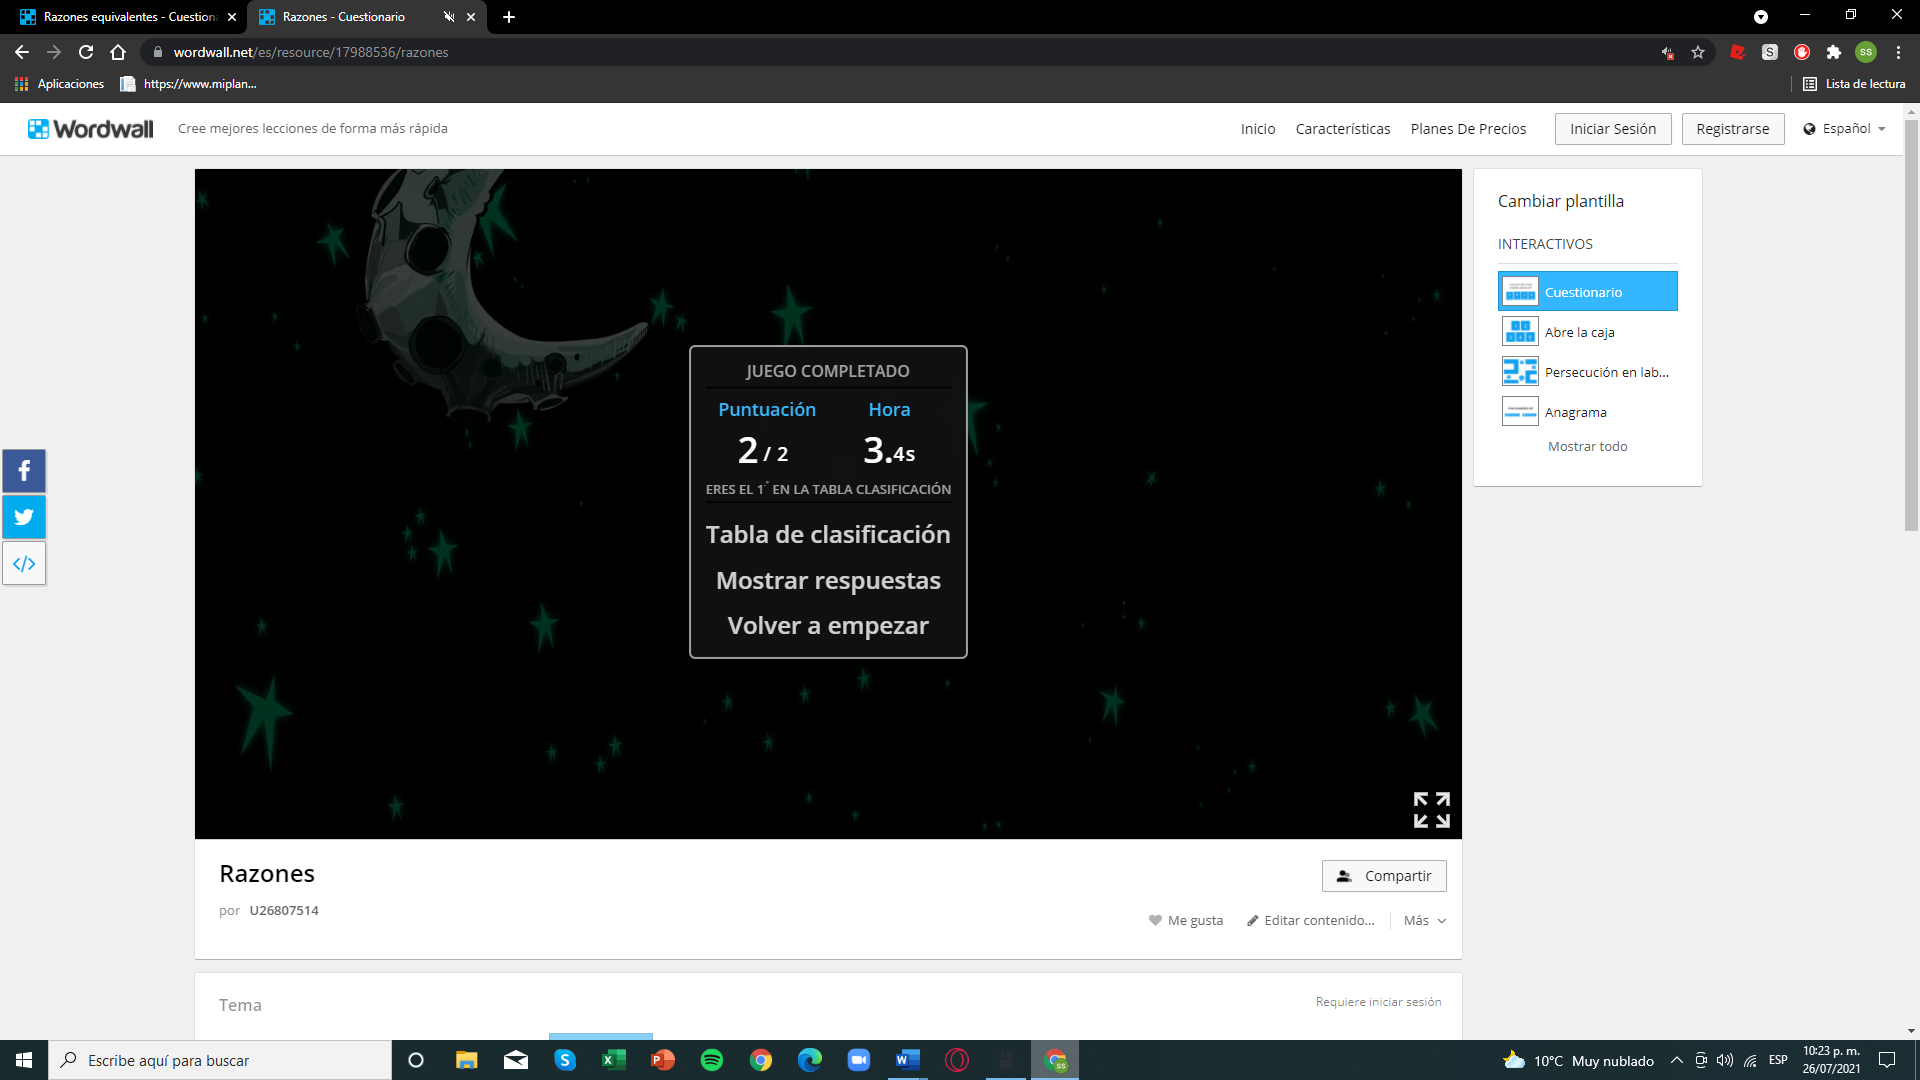 Razones equivalentes - Cuestion
Razones - Cuestionario
wordwall.net/es/resource/17988536/razones
SS
Aplicaciones
https://www.miplan...
Lista de lectura
Wordwall
Cree mejores lecciones de forma más rápida
Inicio
Características
Planes De Precios
Iniciar Sesión
Registrarse
Español
Cambiar plantilla
INTERACTIVOS
Cuestionario
Abre la caja
Persecución en lab...
Anagrama
Mostrar todo
JUEGO COMPLETADO
Puntuación Hora
2 / 2 3.4s
ERES EL 1° EN LA TABLA CLASIFICACIÓN
Tabla de clasificación
Mostrar respuestas
Volver a empezar
Razones
Compartir
por U26807514
Me gusta
Editar contenido...
Más
Tema
Requiere iniciar sesión
Escribe aquí para buscar
10°C Muy nublado
ESP
10:23 p. m.
26/07/2021